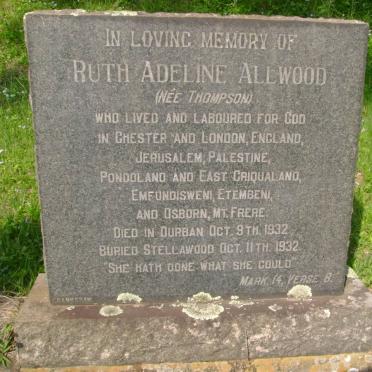 IN LOVING MEMORY OF
RUTH ADELINE ALLWOOD
(NÉE THOMPSON)
WHO LIVED AND LABOURED FOR GOD
IN CHESTER AND LONDON, ENGLAND,
JERUSALEM, PALESTINE,
PONDOLAND AND EAST GRIQUALAND,
EMFUNDISWENI, ETEMBENI,
AND OSBORN, MT. FRERE.
DIED IN DURBAN OCT. 9TH. 1932.
BURIED STELLAWOOD OCT. 11TH. 1932.
"SHE HATH DONE WHAT SHE COULD"
MARK. 14. VERSE. 8.